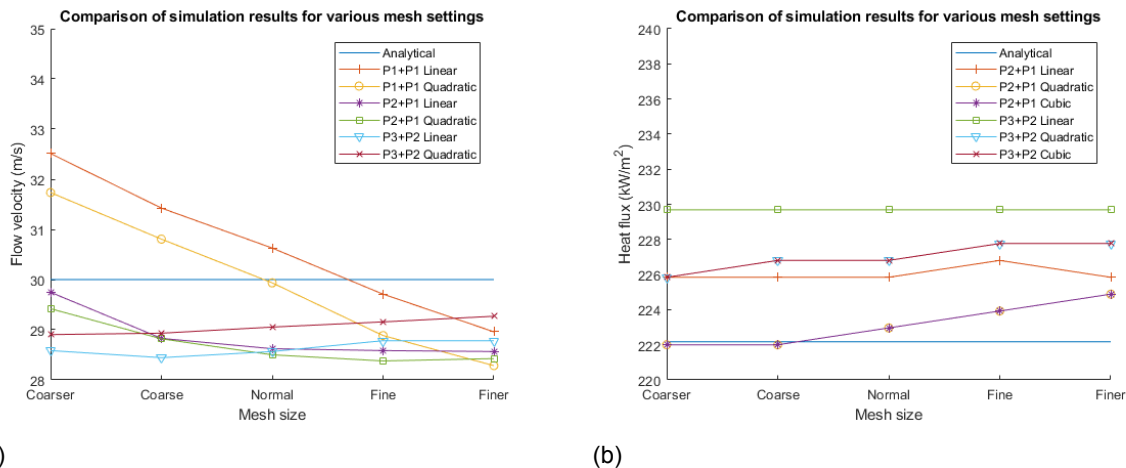 Comparison of simulation results for various mesh settings
35
34
33
32
31
30
29
28
Flow velocity (m/s)
Analytical
P1+P1 Linear
P1+P1 Quadratic
P2+P1 Linear
P2+P1 Quadratic
P3+P2 Linear
P3+P2 Quadratic
Coarser Coarse Normal Fine Finer
Mesh size
)
Comparison of simulation results for various mesh settings
240
238
236
234
232
230
228
226
224
222
220
Heat flux (kW/m²)
Analytical
P2+P1 Linear
P2+P1 Quadratic
P2+P1 Cubic
P3+P2 Linear
P3+P2 Quadratic
P3+P2 Cubic
Coarser Coarse Normal Fine Finer
Mesh size
(b)